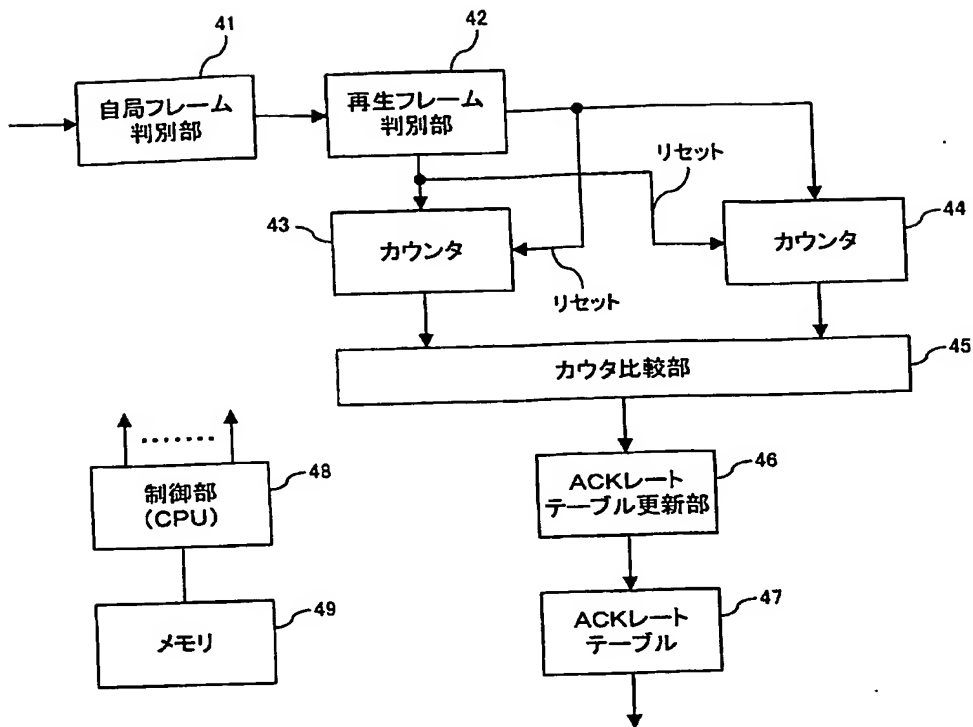 41
42
自局フレーム
判別部
再生フレーム
判別部
リセット
43
カウンタ
44
カウンタ
リセット
45
カウタ比較部
46
ACKレート
テーブル更新部
48
制御部
(CPU)
47
ACKレート
テーブル
49
メモリ